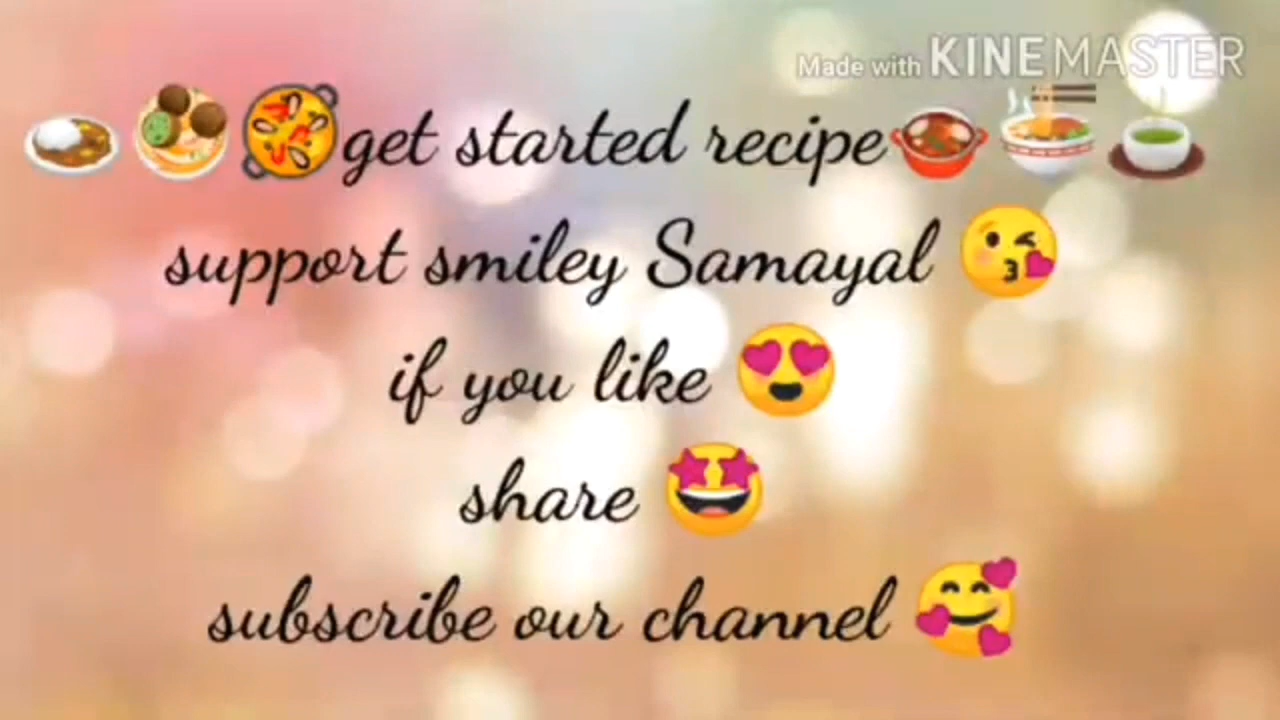 Made with KINEMASTER
🍛🧆🥘get started recipe🍲🍜🍵
support smiley Samayal 😘
if you like 😍
share 🤩
subscribe our channel 🥰